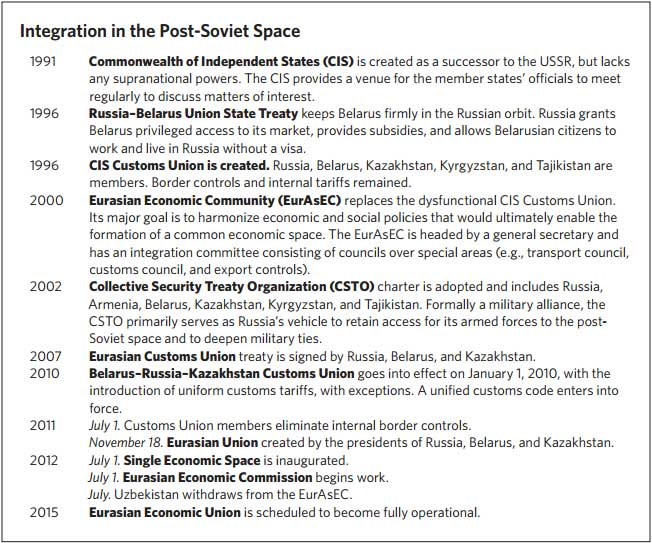 Integration in the Post-Soviet Space
1991 Commonwealth of Independent States (CIS) is created as a successor to the USSR, but lacks
any supranational powers. The CIS provides a venue for the member states’ officials to meet
regularly to discuss matters of interest.
1996 Russia–Belarus Union State Treaty keeps Belarus firmly in the Russian orbit. Russia grants
Belarus privileged access to its market, provides subsidies, and allows Belarusian citizens to
work and live in Russia without a visa.
1996 CIS Customs Union is created. Russia, Belarus, Kazakhstan, Kyrgyzstan, and Tajikistan are
members. Border controls and internal tariffs remained.
2000 Eurasian Economic Community (EurAsEC) replaces the dysfunctional CIS Customs Union.
Its major goal is to harmonize economic and social policies that would ultimately enable the
formation of a common economic space. The EurAsEC is headed by a general secretary and
has an integration committee consisting of councils over special areas (e.g., transport council,
customs council, and export controls).
2002 Collective Security Treaty Organization (CSTO) charter is adopted and includes Russia,
Armenia, Belarus, Kazakhstan, Kyrgyzstan, and Tajikistan. Formally a military alliance, the
CSTO primarily serves as Russia’s vehicle to retain access for its armed forces to the post-
Soviet space and to deepen military ties.
2007 Eurasian Customs Union treaty is signed by Russia, Belarus, and Kazakhstan.
2010 Belarus–Russia–Kazakhstan Customs Union goes into effect on January 1, 2010, with the
introduction of uniform customs tariffs, with exceptions. A unified customs code enters into
force.
2011 July 1. Customs Union members eliminate internal border controls.
November 18. Eurasian Union created by the presidents of Russia, Belarus, and Kazakhstan.
2012 July 1. Single Economic Space is inaugurated.
July 1. Eurasian Economic Commission begins work.
July. Uzbekistan withdraws from the EurAsEC.
2015 Eurasian Economic Union is scheduled to become fully operational.